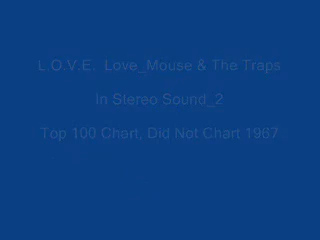 L.O.V.E.  Love_Mouse & The Traps
In Stereo Sound_2
Top 100 Chart, Did Not Chart 1967